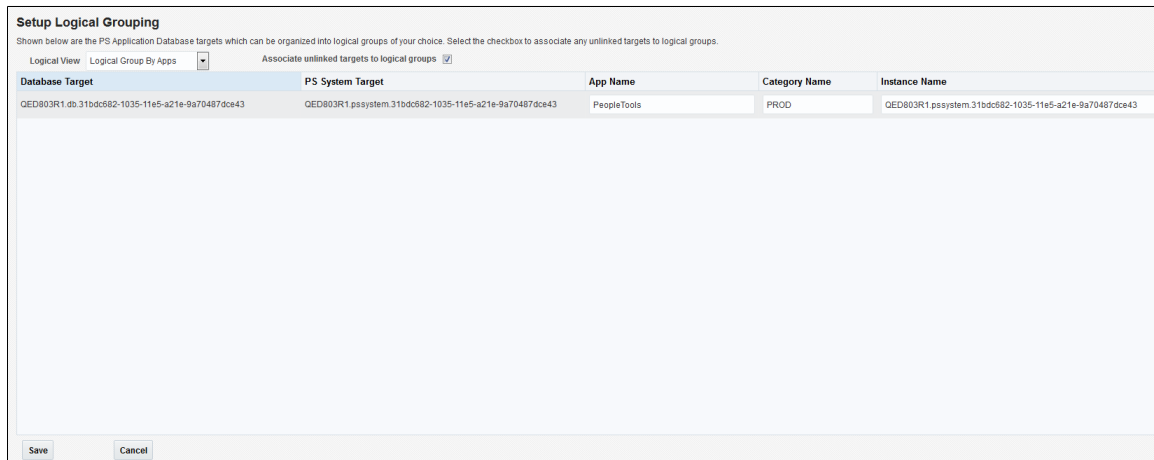 Setup Logical Grouping
Shown below are the PS Application Database targets which can be organized into logical groups of your choice. Select the checkbox to associate any unlinked targets to logical groups.
Logical View Logical Group By Apps Associate unlinked targets to logical groups
Database Target PS System Target App Name Category Name Instance Name
QED803R1.db.31bdc682-1035-11e5-a21e-9a70487dce43 QED803R1.pssystem.31bdc682-1035-11e5-a21e-9a70487dce43 PeopleTools PROD QED803R1.pssystem.31bdc682-1035-11e5-a21e-9a70487dce43
Save Cancel